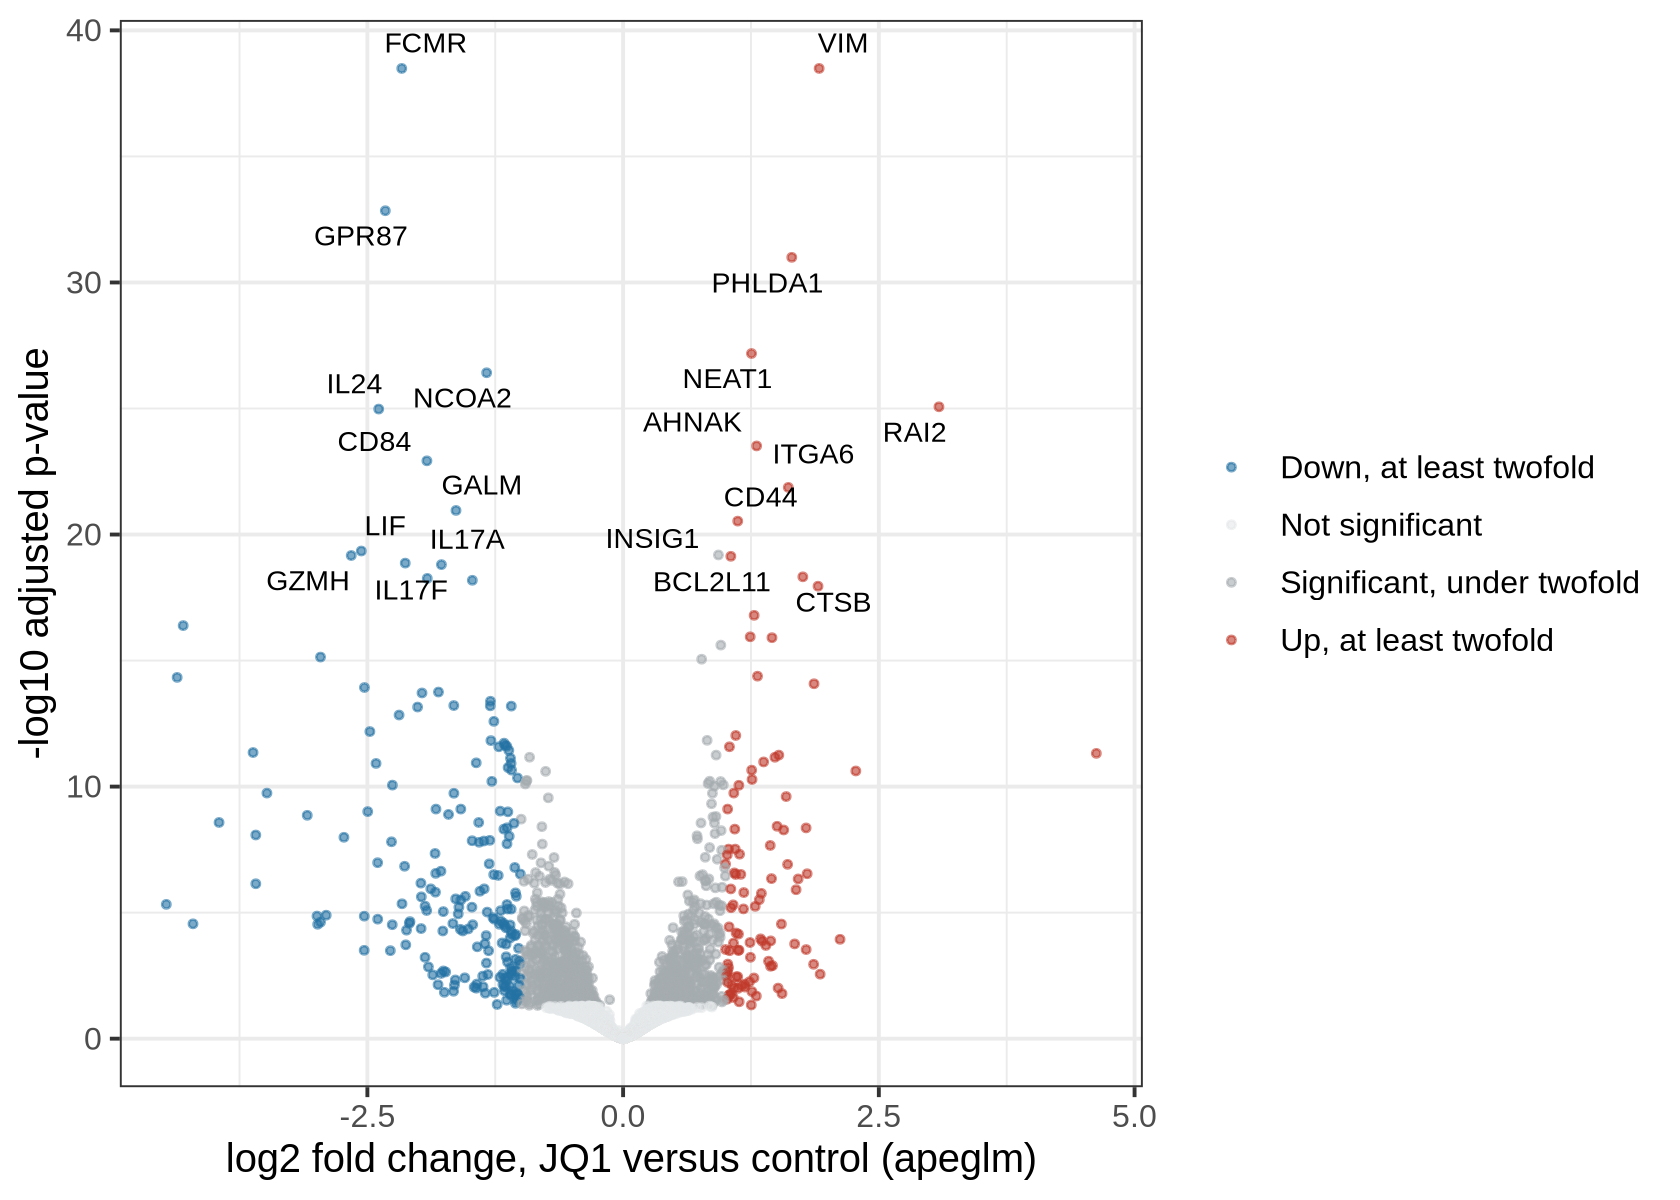 40
FCMR
VIM
GPR87
30
PHLDA1
NEAT1
IL24
NCOA2
AHNAK
RAI2
CD84
ITGA6
GALM
CD44
LIF
IL17A
INSIG1
20
GZMH
IL17F
BCL2L11
CTSB
10
0
-2.5
0.0
2.5
5.0
log2 fold change, JQ1 versus control (apeglm)
-log10 adjusted p-value
Down, at least twofold
Not significant
Significant, under twofold
Up, at least twofold